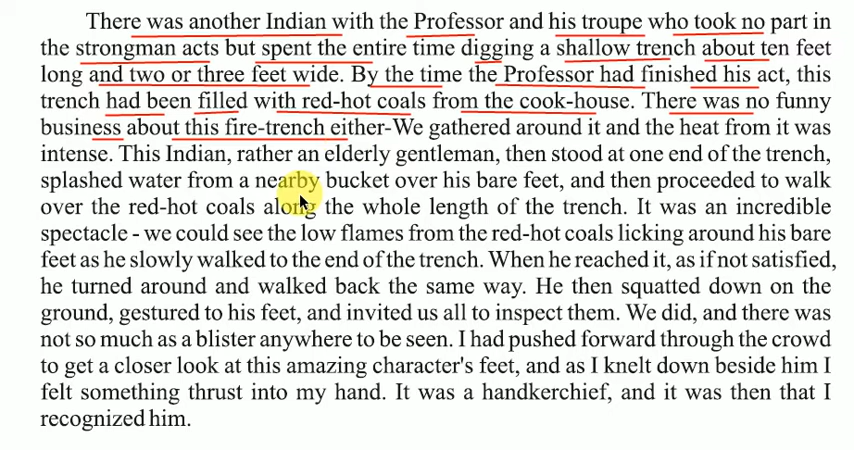 There was another Indian with the Professor and his troupe who took no part in
the strongman acts but spent the entire time digging a shallow trench about ten feet
long and two or three feet wide. By the time the Professor had finished his act, this
trench had been filled with red-hot coals from the cook-house. There was no funny
business about this fire-trench either-We gathered around it and the heat from it was
intense. This Indian, rather an elderly gentleman, then stood at one end of the trench,
splashed water from a nearby bucket over his bare feet, and then proceeded to walk
over the red-hot coals along the whole length of the trench. It was an incredible
spectacle - we could see the low flames from the red-hot coals licking around his bare
feet as he slowly walked to the end of the trench. When he reached it, as if not satisfied,
he turned around and walked back the same way. He then squatted down on the
ground, gestured to his feet, and invited us all to inspect them. We did, and there was
not so much as a blister anywhere to be seen. I had pushed forward through the crowd
to get a closer look at this amazing character's feet, and as I knelt down beside him I
felt something thrust into my hand. It was a handkerchief, and it was then that I
recognized him.